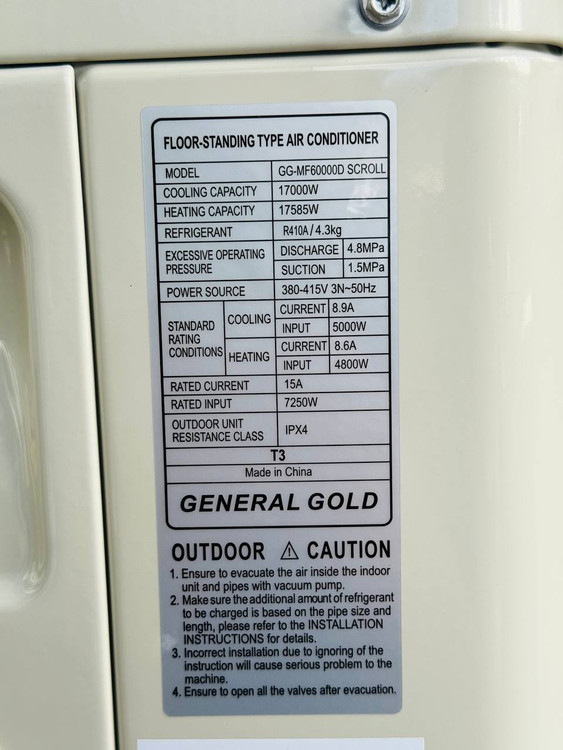 FLOOR-STANDING TYPE AIR CONDITIONER
MODEL GG-MF60000D SCROLL
COOLING CAPACITY 17000W
HEATING CAPACITY 17585W
REFRIGERANT R410A / 4.3kg
EXCESSIVE OPERATING PRESSURE DISCHARGE 4.8MPa
SUCTION 1.5MPa
POWER SOURCE 380-415V 3N~50Hz
STANDARD RATING CONDITIONS COOLING CURRENT 8.9A
INPUT 5000W
HEATING CURRENT 8.6A
INPUT 4800W
RATED CURRENT 15A
RATED INPUT 7250W
OUTDOOR UNIT RESISTANCE CLASS IPX4
T3
Made in China
GENERAL GOLD
OUTDOOR ⚠ CAUTION
1. Ensure to evacuate the air inside the indoor
unit and pipes with vacuum pump.
2. Make sure the additional amount of refrigerant
to be charged is based on the pipe size and
length, please refer to the INSTALLATION
INSTRUCTIONS for details.
3. Incorrect installation due to ignoring of the
instruction will cause serious problem to the
machine.
4. Ensure to open all the valves after evacuation.